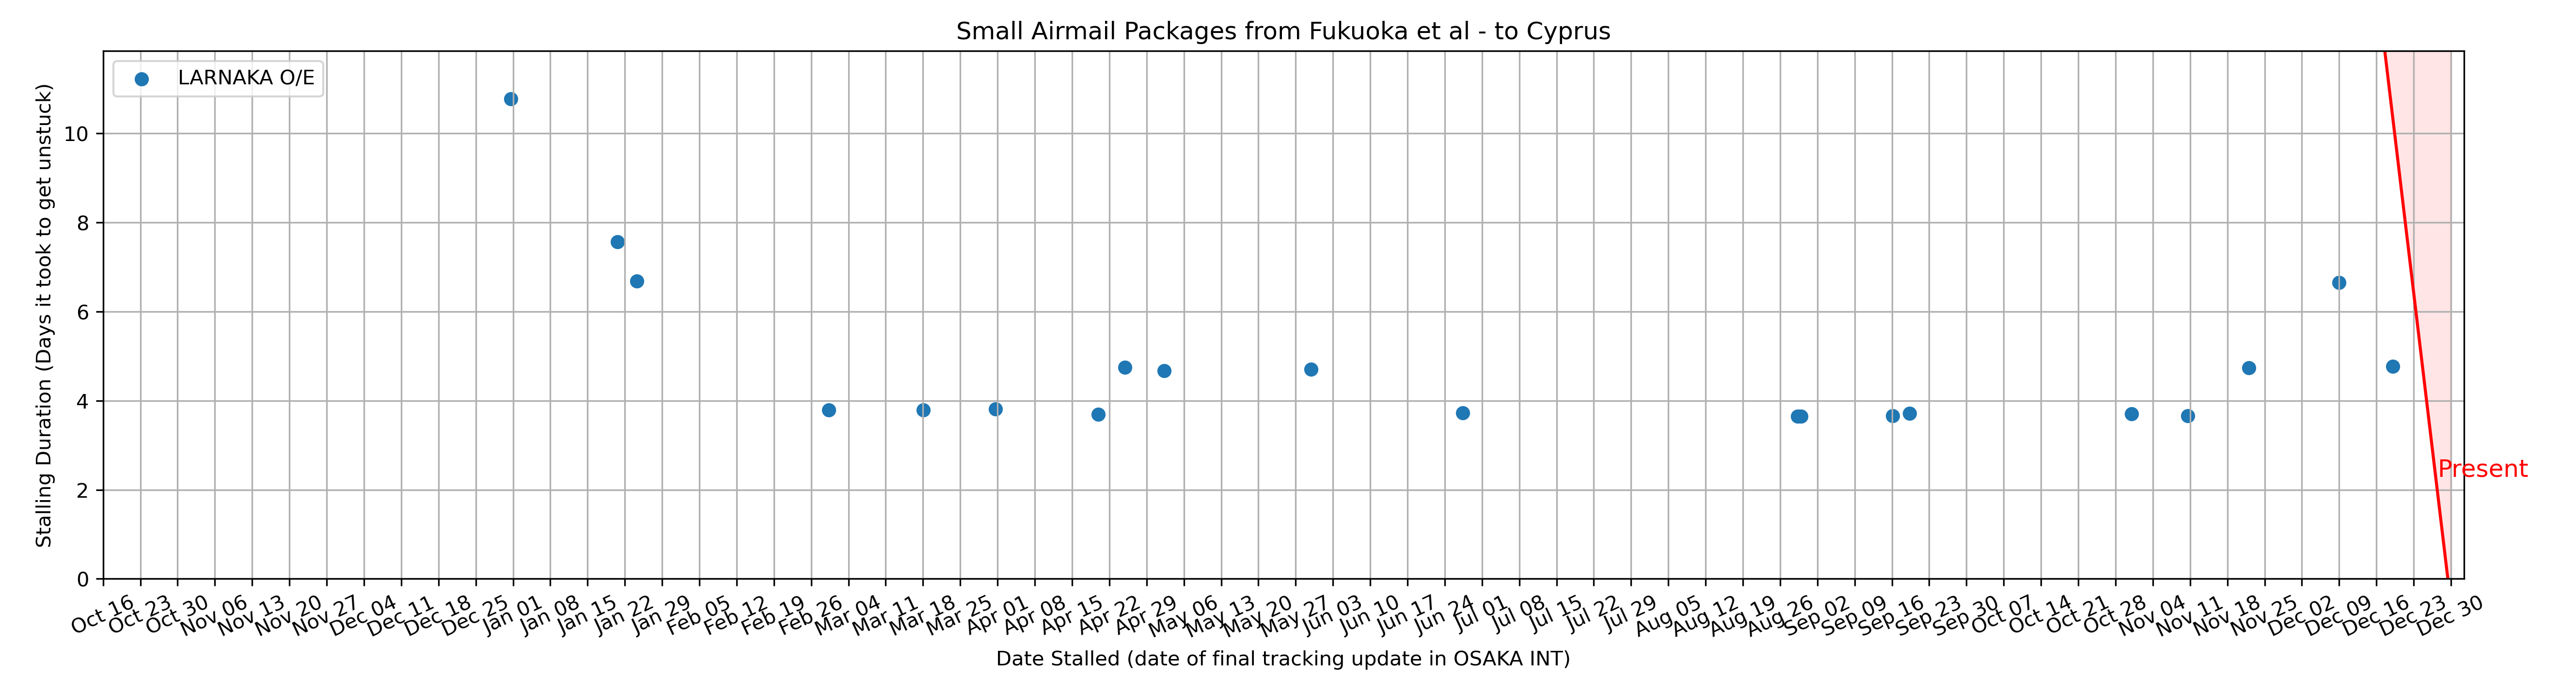 Small Airmail Packages from Fukuoka et al - to Cyprus
LARNAKA O/E
Stalling Duration (Days it took to get unstuck)
10
8
6
4
2
0
Present
Oct 16
Oct 23
Oct 30
Nov 06
Nov 13
Nov 20
Nov 27
Dec 04
Dec 11
Dec 18
Dec 25
Jan 01
Jan 08
Jan 15
Jan 22
Jan 29
Feb 05
Feb 12
Feb 19
Feb 26
Mar 04
Mar 11
Mar 18
Mar 25
Apr 01
Apr 08
Apr 15
Apr 22
Apr 29
May 06
May 13
May 20
May 27
Jun 03
Jun 10
Jun 17
Jun 24
Jul 01
Jul 08
Jul 15
Jul 22
Jul 29
Aug 05
Aug 12
Aug 19
Aug 26
Sep 02
Sep 09
Sep 16
Sep 23
Sep 30
Oct 07
Oct 14
Oct 21
Oct 28
Nov 04
Nov 11
Nov 18
Nov 25
Dec 02
Dec 09
Dec 16
Dec 23
Dec 30
Date Stalled (date of final tracking update in OSAKA INT)